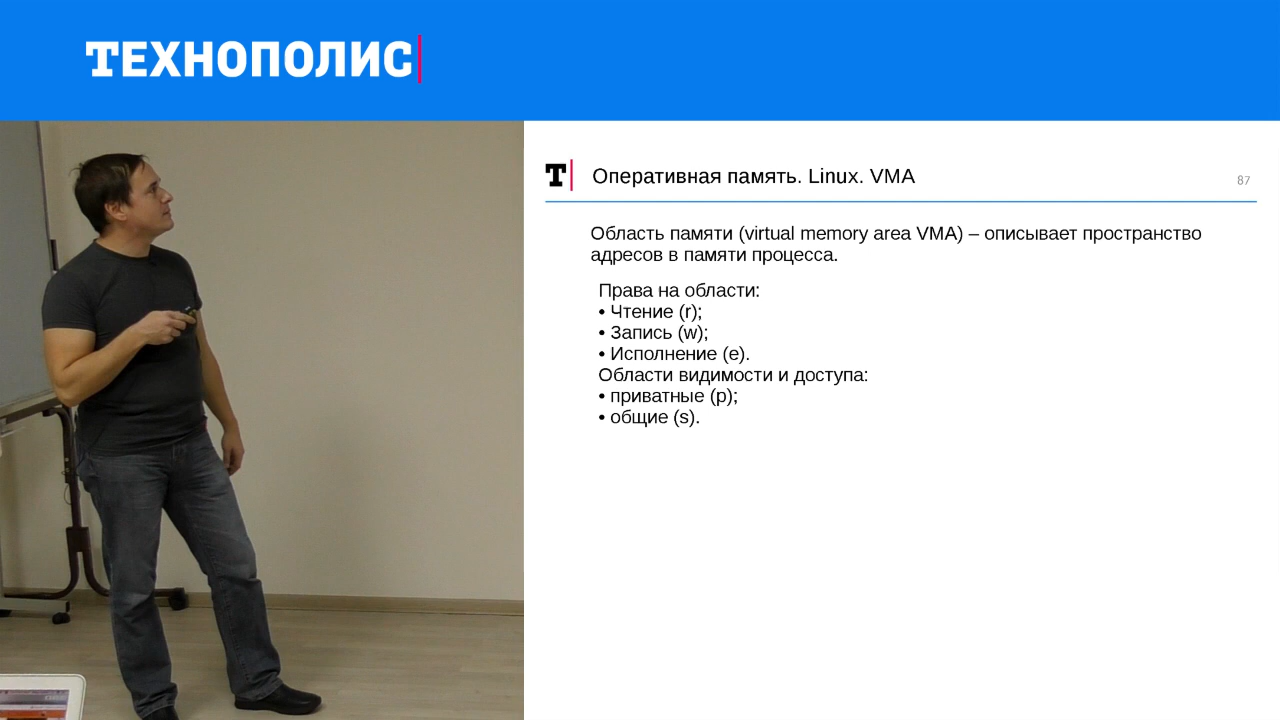 ТЕХНОПОЛИС
Т Оперативная память. Linux. VMA 87
Область памяти (virtual memory area VMA) – описывает пространство
адресов в памяти процесса.
Права на области:
• Чтение (r);
• Запись (w);
• Исполнение (e).
Области видимости и доступа:
• приватные (p);
• общие (s).